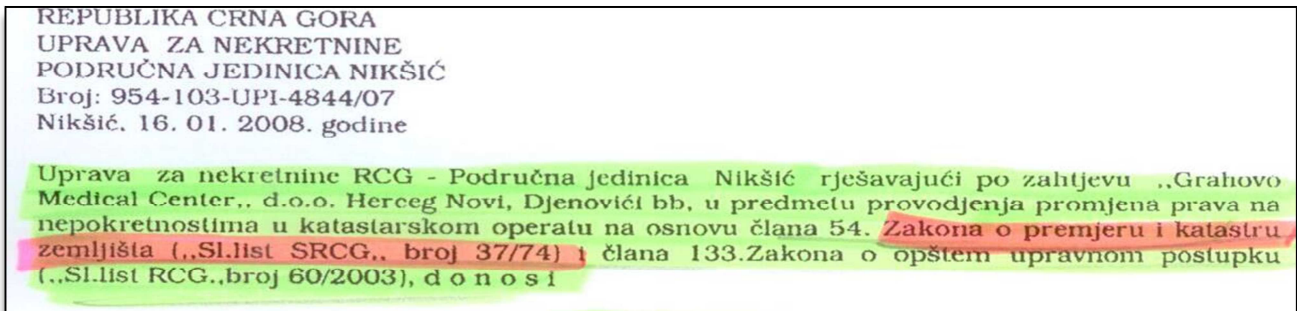 REPUBLIKA CRNA GORA
UPRAVA ZA NEKRETNINE
PODRUČNA JEDINICA NIKŠIĆ
Broj: 954-103-UPI-4844/07
Nikšić, 16. 01. 2008. godine
Uprava za nekretnine RCG - Područna jedinica Nikšić rješavajući po zahtjevu ,,Grahovo
Medical Center,, d.o.o. Herceg Novi, Djenovići bb, u predmetu provodjenja promjena prava na
nepokretnostima u katastarskom operatu na osnovu člana 54. Zakona o premjeru i katastru
zemljišta (,,Sl.list SRCG,, broj 37/74) i člana 133.Zakona o opštem upravnom postupku
(,,Sl.list RCG,,broj 60/2003), d o n o s i